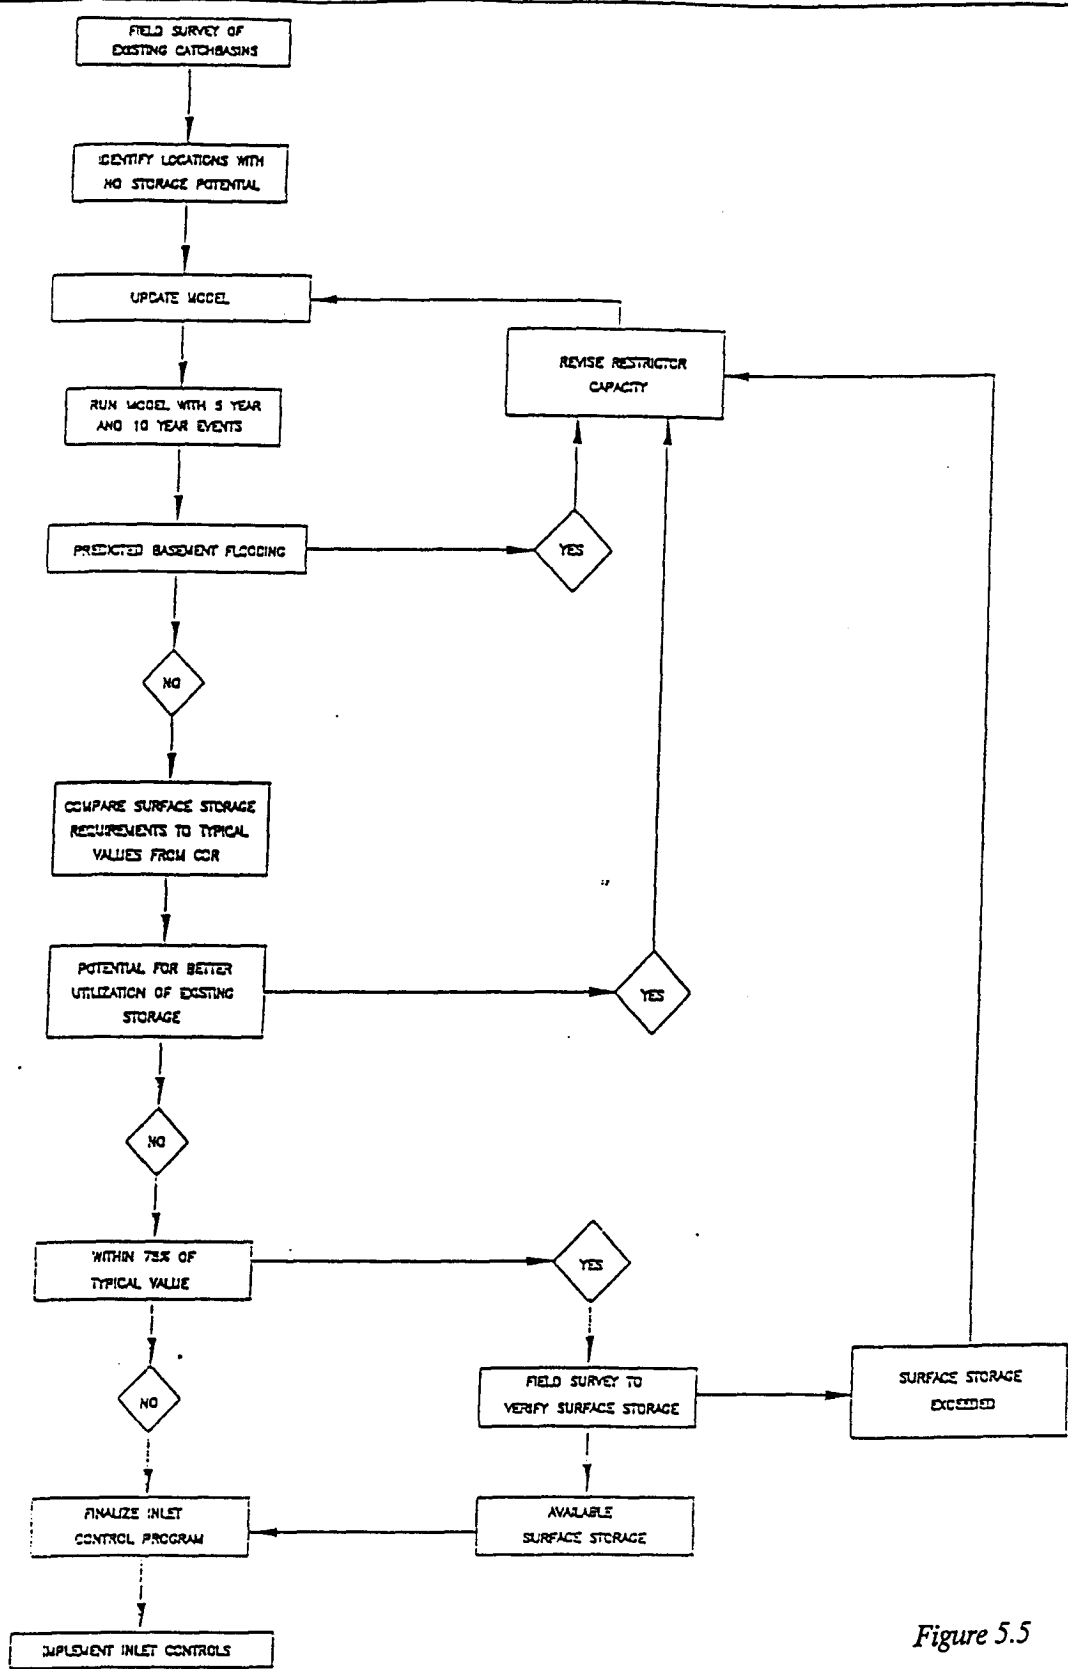 FIELD SURVEY OF
EXISTING CATCHBASINS
IDENTIFY LOCATIONS WITH
NO STORAGE POTENTIAL
UPDATE MODEL
REVISE RESTRICTOR
CAPACITY
RUN MODEL WITH 5 YEAR
AND 10 YEAR EVENTS
PREDICTED BASEMENT FLOODING
YES
NO
COMPARE SURFACE STORAGE
REQUIREMENTS TO TYPICAL
VALUES FROM COR
POTENTIAL FOR BETTER
UTILIZATION OF EXISTING
STORAGE
YES
NO
WITHIN 75% OF
TYPICAL VALUE
YES
NO
FIELD SURVEY TO
VERIFY SURFACE STORAGE
SURFACE STORAGE
EXCEEDED
FINALIZE INLET
CONTROL PROGRAM
AVAILABLE
SURFACE STORAGE
IMPLEMENT INLET CONTROLS
Figure 5.5